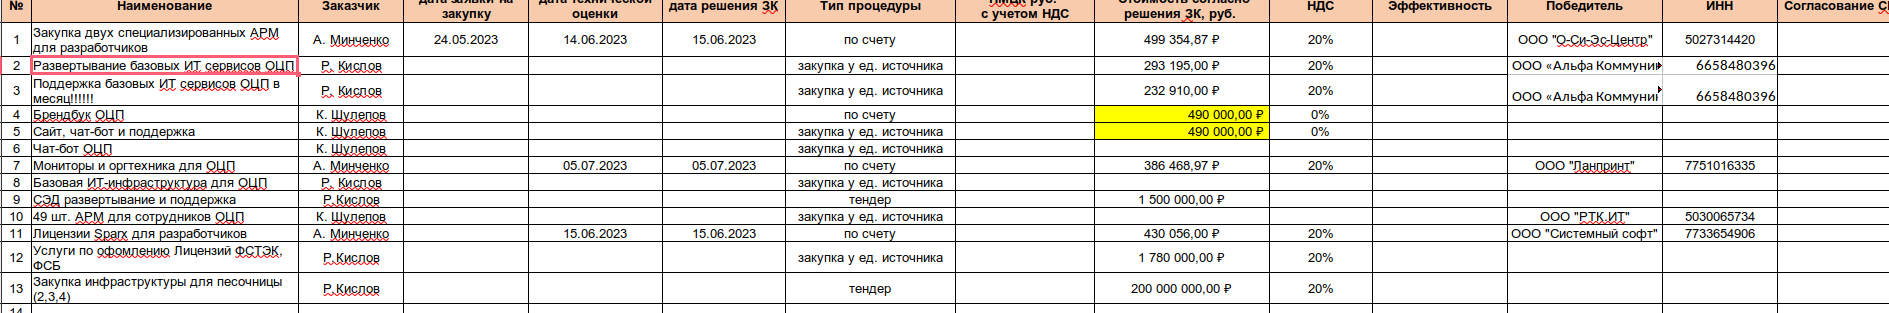 № Наименование Заказчик дата заявки на закупку дата технической оценки дата решения ЗК Тип процедуры НМЦД руб. с учетом НДС Стоимость согласно решения ЗК, руб. НДС Эффективность Победитель ИНН Согласование
1 Закупка двух специализированных АРМ для разработчиков А. Минченко 24.05.2023 14.06.2023 15.06.2023 по счету 499 354,87 ₽ 20% ООО "О-Си-Эс-Центр" 5027314420
2 Развертывание базовых ИТ сервисов ОЦП Р. Кислов закупка у ед. источника 293 195,00 ₽ 20% ООО «Альфа Коммуни 6658480396
3 Поддержка базовых ИТ сервисов ОЦП в месяц!!!!!! Р. Кислов закупка у ед. источника 232 910,00 ₽ 20% ООО «Альфа Коммуни 6658480396
4 Брендбук ОЦП К. Шулепов по счету 490 000,00 ₽ 0%
5 Сайт, чат-бот и поддержка К. Шулепов закупка у ед. источника 490 000,00 ₽ 0%
6 Чат-бот ОЦП К. Шулепов закупка у ед. источника
7 Мониторы и оргтехника для ОЦП А. Минченко 05.07.2023 05.07.2023 по счету 386 468,97 ₽ 20% ООО "Ланпринт" 7751016335
8 Базовая ИТ-инфраструктура для ОЦП Р. Кислов закупка у ед. источника
9 СЭД развертывание и поддержка Р.Кислов тендер 1 500 000,00 ₽
10 49 шт. АРМ для сотрудников ОЦП К. Шулепов закупка у ед. источника ООО "РТК.ИТ" 5030065734
11 Лицензии Sparx для разработчиков А. Минченко 15.06.2023 15.06.2023 по счету 430 056,00 ₽ 20% ООО "Системный софт" 7733654906
12 Услуги по офомлению Лицензий ФСТЭК, ФСБ Р.Кислов закупка у ед. источника 1 780 000,00 ₽ 20%
13 Закупка инфраструктуры для песочницы (2,3,4) Р.Кислов тендер 200 000 000,00 ₽ 20%
14